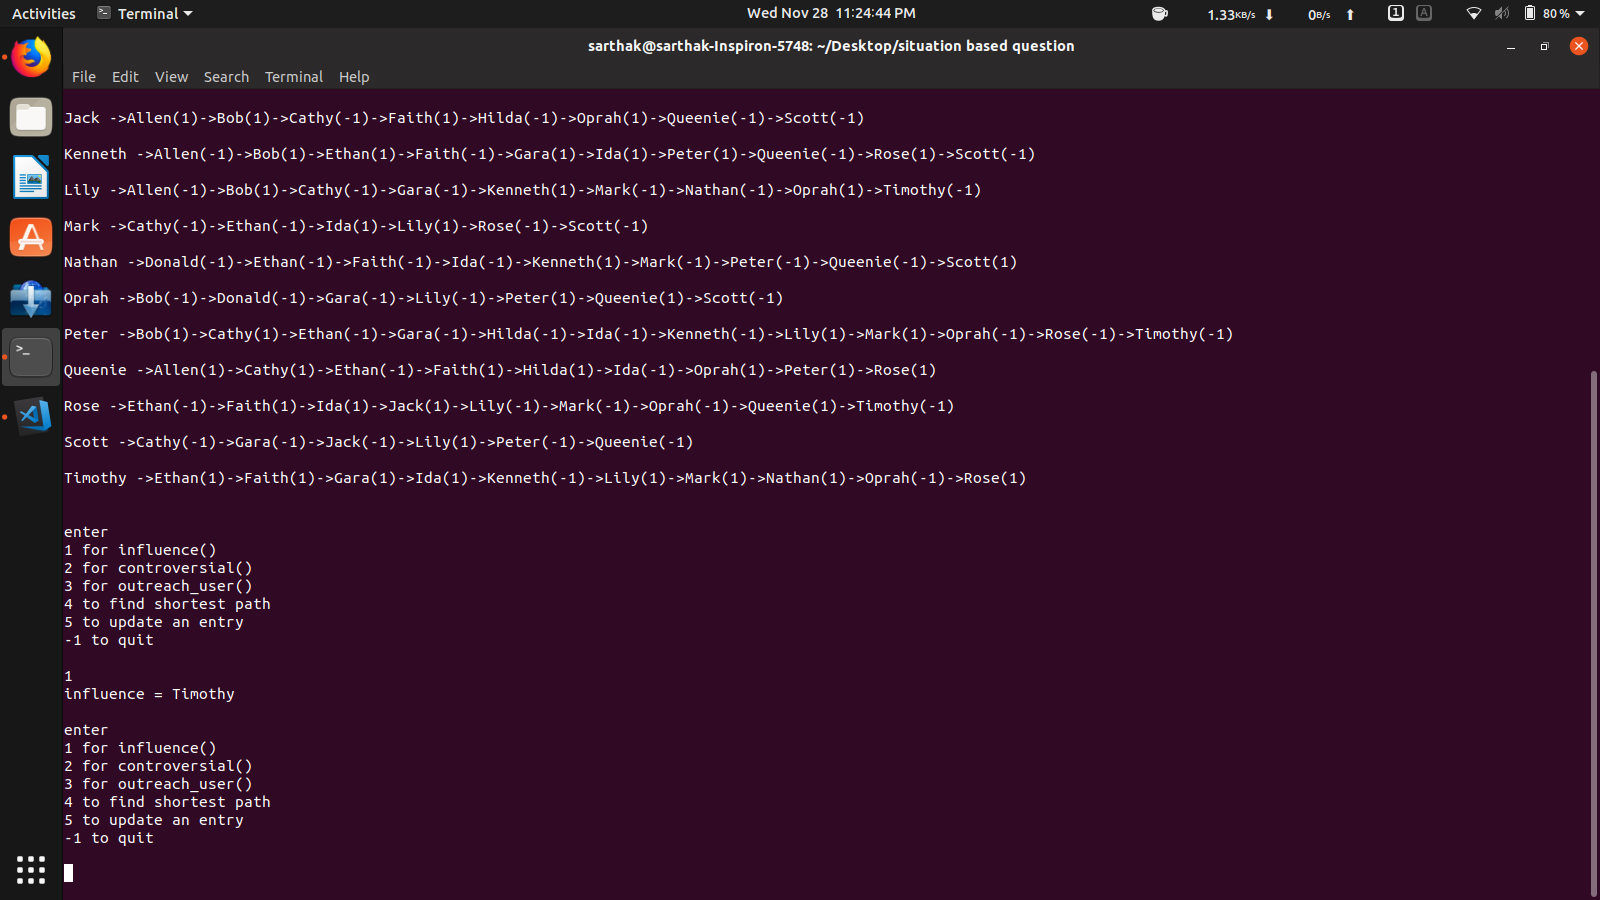 Activities Terminal Wed Nov 28 11:24:44 PM 1.33KB/s 0B/s 1 A 80%
sarthak@sarthak-Inspiron-5748: ~/Desktop/situation based question
File Edit View Search Terminal Help
Jack ->Allen(1)->Bob(1)->Cathy(-1)->Faith(1)->Hilda(-1)->Oprah(1)->Queenie(-1)->Scott(-1)
Kenneth ->Allen(-1)->Bob(1)->Ethan(1)->Faith(-1)->Gara(1)->Ida(1)->Peter(1)->Queenie(-1)->Rose(1)->Scott(-1)
Lily ->Allen(-1)->Bob(1)->Cathy(-1)->Gara(-1)->Kenneth(1)->Mark(-1)->Nathan(-1)->Oprah(1)->Timothy(-1)
Mark ->Cathy(-1)->Ethan(-1)->Ida(1)->Lily(1)->Rose(-1)->Scott(-1)
Nathan ->Donald(-1)->Ethan(-1)->Faith(-1)->Ida(-1)->Kenneth(1)->Mark(-1)->Peter(-1)->Queenie(-1)->Scott(1)
Oprah ->Bob(-1)->Donald(-1)->Gara(-1)->Lily(-1)->Peter(1)->Queenie(1)->Scott(-1)
Peter ->Bob(1)->Cathy(1)->Ethan(-1)->Gara(-1)->Hilda(-1)->Ida(-1)->Kenneth(-1)->Lily(1)->Mark(1)->Oprah(-1)->Rose(-1)->Timothy(-1)
Queenie ->Allen(1)->Cathy(1)->Ethan(-1)->Faith(1)->Hilda(1)->Ida(-1)->Oprah(1)->Peter(1)->Rose(1)
Rose ->Ethan(-1)->Faith(1)->Ida(1)->Jack(1)->Lily(-1)->Mark(-1)->Oprah(-1)->Queenie(1)->Timothy(-1)
Scott ->Cathy(-1)->Gara(-1)->Jack(-1)->Lily(1)->Peter(-1)->Queenie(-1)
Timothy ->Ethan(1)->Faith(1)->Gara(1)->Ida(1)->Kenneth(-1)->Lily(1)->Mark(1)->Nathan(1)->Oprah(-1)->Rose(1)
enter
1 for influence()
2 for controversial()
3 for outreach_user()
4 to find shortest path
5 to update an entry
-1 to quit
1
influence = Timothy
enter
1 for influence()
2 for controversial()
3 for outreach_user()
4 to find shortest path
5 to update an entry
-1 to quit